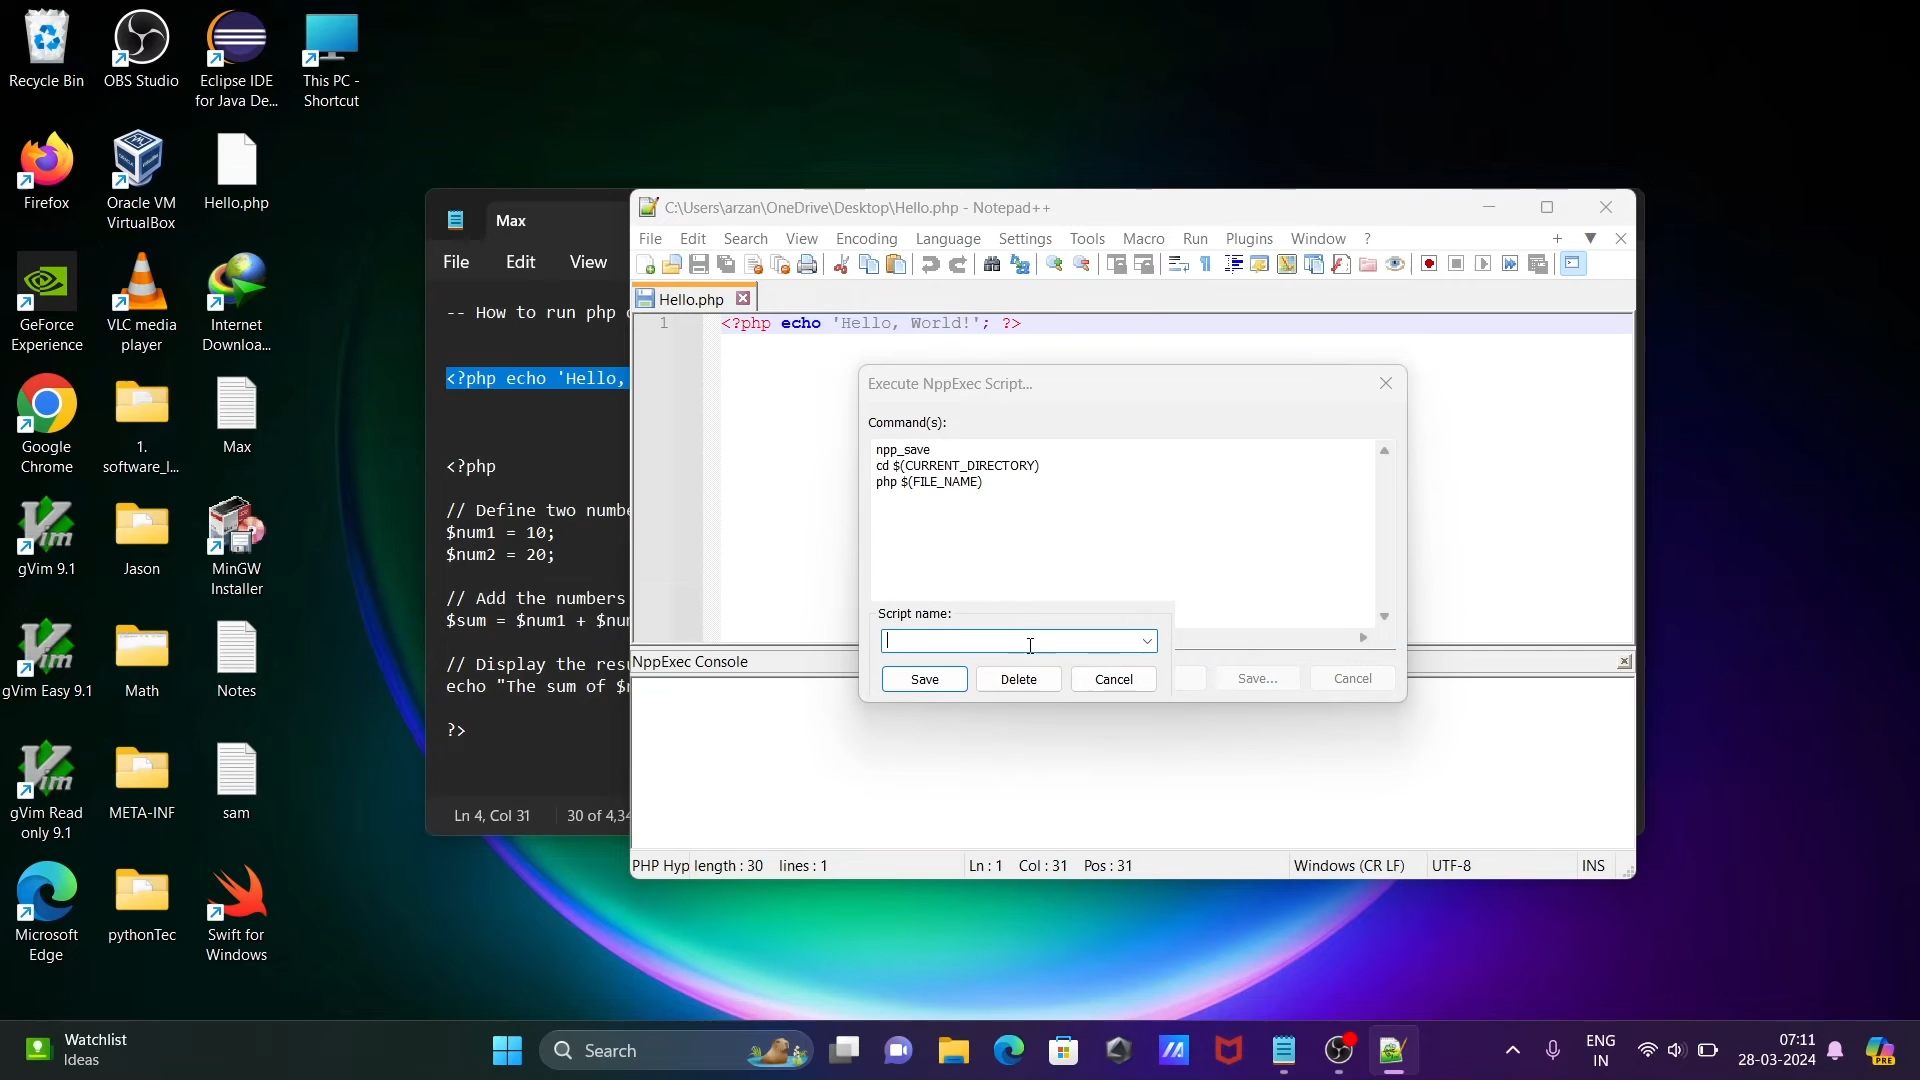 Recycle Bin
OBS Studio
Eclipse IDE
for Java De...
This PC -
Shortcut
Firefox
Oracle VM
VirtualBox
Hello.php
GeForce
Experience
VLC media
player
Internet
Downloa...
Google
Chrome
1.
software_l...
Max
gVim 9.1
Jason
MinGW
Installer
gVim Easy 9.1
Math
Notes
gVim Read
only 9.1
META-INF
sam
Microsoft
Edge
pythonTec
Swift for
Windows
Max
File Edit View
-- How to run php
<?php echo 'Hello,
<?php
// Define two numbe
$num1 = 10;
$num2 = 20;
// Add the numbers
$sum = $num1 + $nu
// Display the resu
echo "The sum of $
?>
Ln 4, Col 31
30 of 4,34
C:\Users\arzan\OneDrive\Desktop\Hello.php - Notepad++
File Edit Search View Encoding Language Settings Tools Macro Run Plugins Window ?
Hello.php
1 <?php echo 'Hello, World!'; ?>
Execute NppExec Script...
Command(s):
npp_save
cd $(CURRENT_DIRECTORY)
php $(FILE_NAME)
Script name:
Save Delete Cancel
Save... Cancel
NppExec Console
PHP Hyp length : 30 lines : 1 Ln : 1 Col : 31 Pos : 31 Windows (CR LF) UTF-8 INS
Watchlist
Ideas
Search
ENG
IN
07:11
28-03-2024
PRE